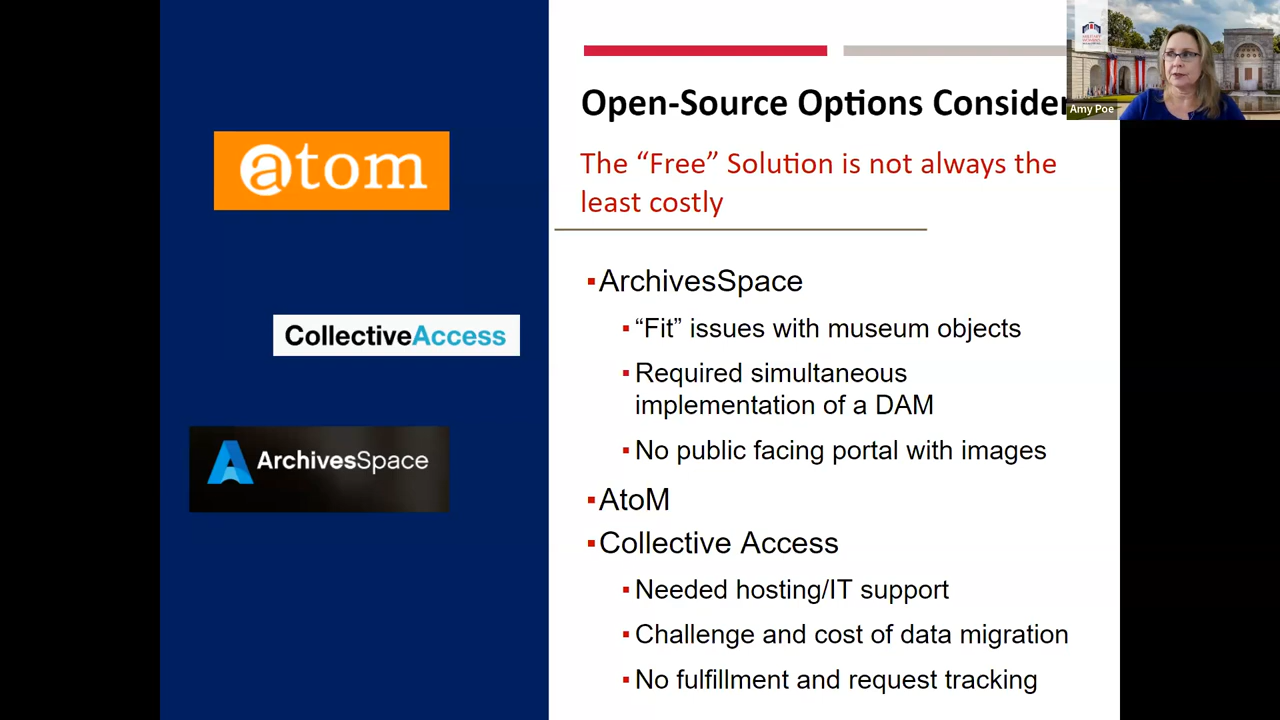 atom
CollectiveAccess
ArchivesSpace
Open-Source Options Consider
The “Free” Solution is not always the
least costly
▪ArchivesSpace
▪“Fit” issues with museum objects
▪Required simultaneous
implementation of a DAM
▪No public facing portal with images
▪AtoM
▪Collective Access
▪Needed hosting/IT support
▪Challenge and cost of data migration
▪No fulfillment and request tracking
Amy Poe